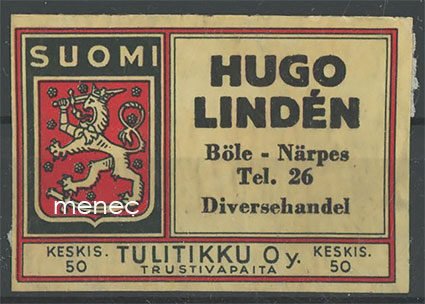 SUOMI
HUGO
LINDÉN
Böle - Närpes
Tel. 26
Diversehandel
menec
KESKIS. TULITIKKU Oy. KESKIS.
50 TRUSTIVAPAITA 50